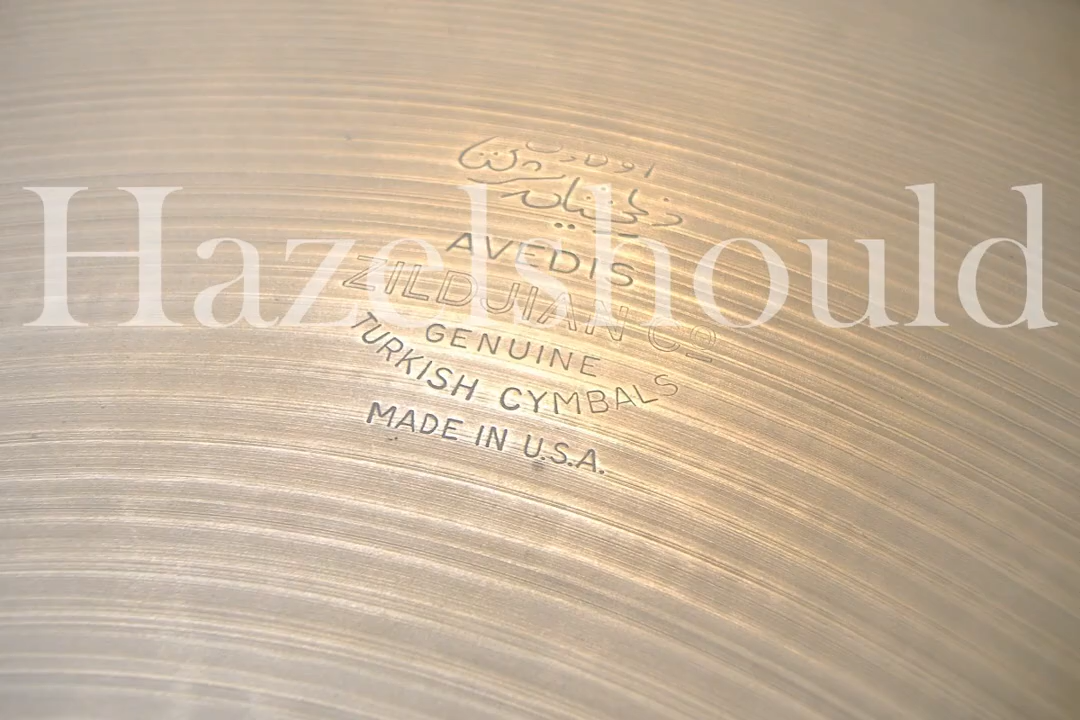 Hazelshould
AVEDIS
ZILDJIAN Cº
GENUINE
TURKISH CYMBALS
MADE IN U.S.A.